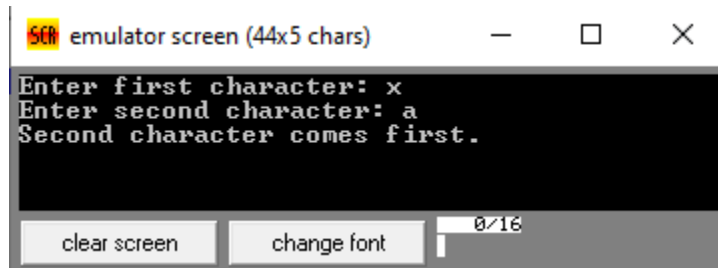 SCR emulator screen (44x5 chars)
Enter first character: x
Enter second character: a
Second character comes first.
clear screen change font 0/16